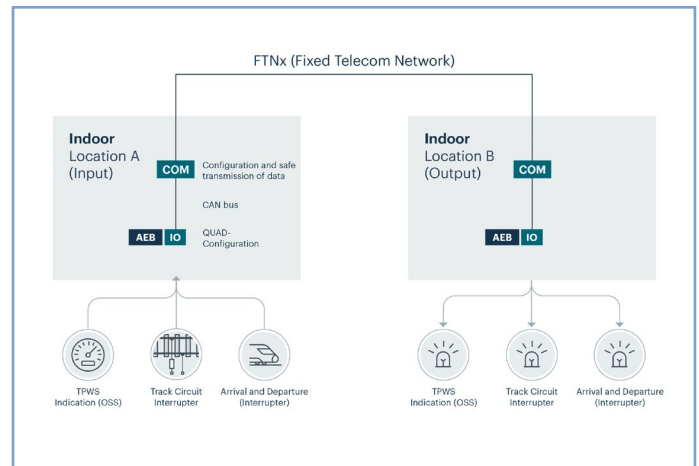 FTNx (Fixed Telecom Network)
Indoor
Location A
(Input)
COM
Configuration and safe
transmission of data
CAN bus
AEB IO
QUAD-
Configuration
Indoor
Location B
(Output)
COM
AEB IO
TPWS
Indication (OSS)
Track Circuit
Interrupter
Arrival and Departure
(Interrupter)
TPWS
Indication (OSS)
Track Circuit
Interrupter
Arrival and Departure
(Interrupter)